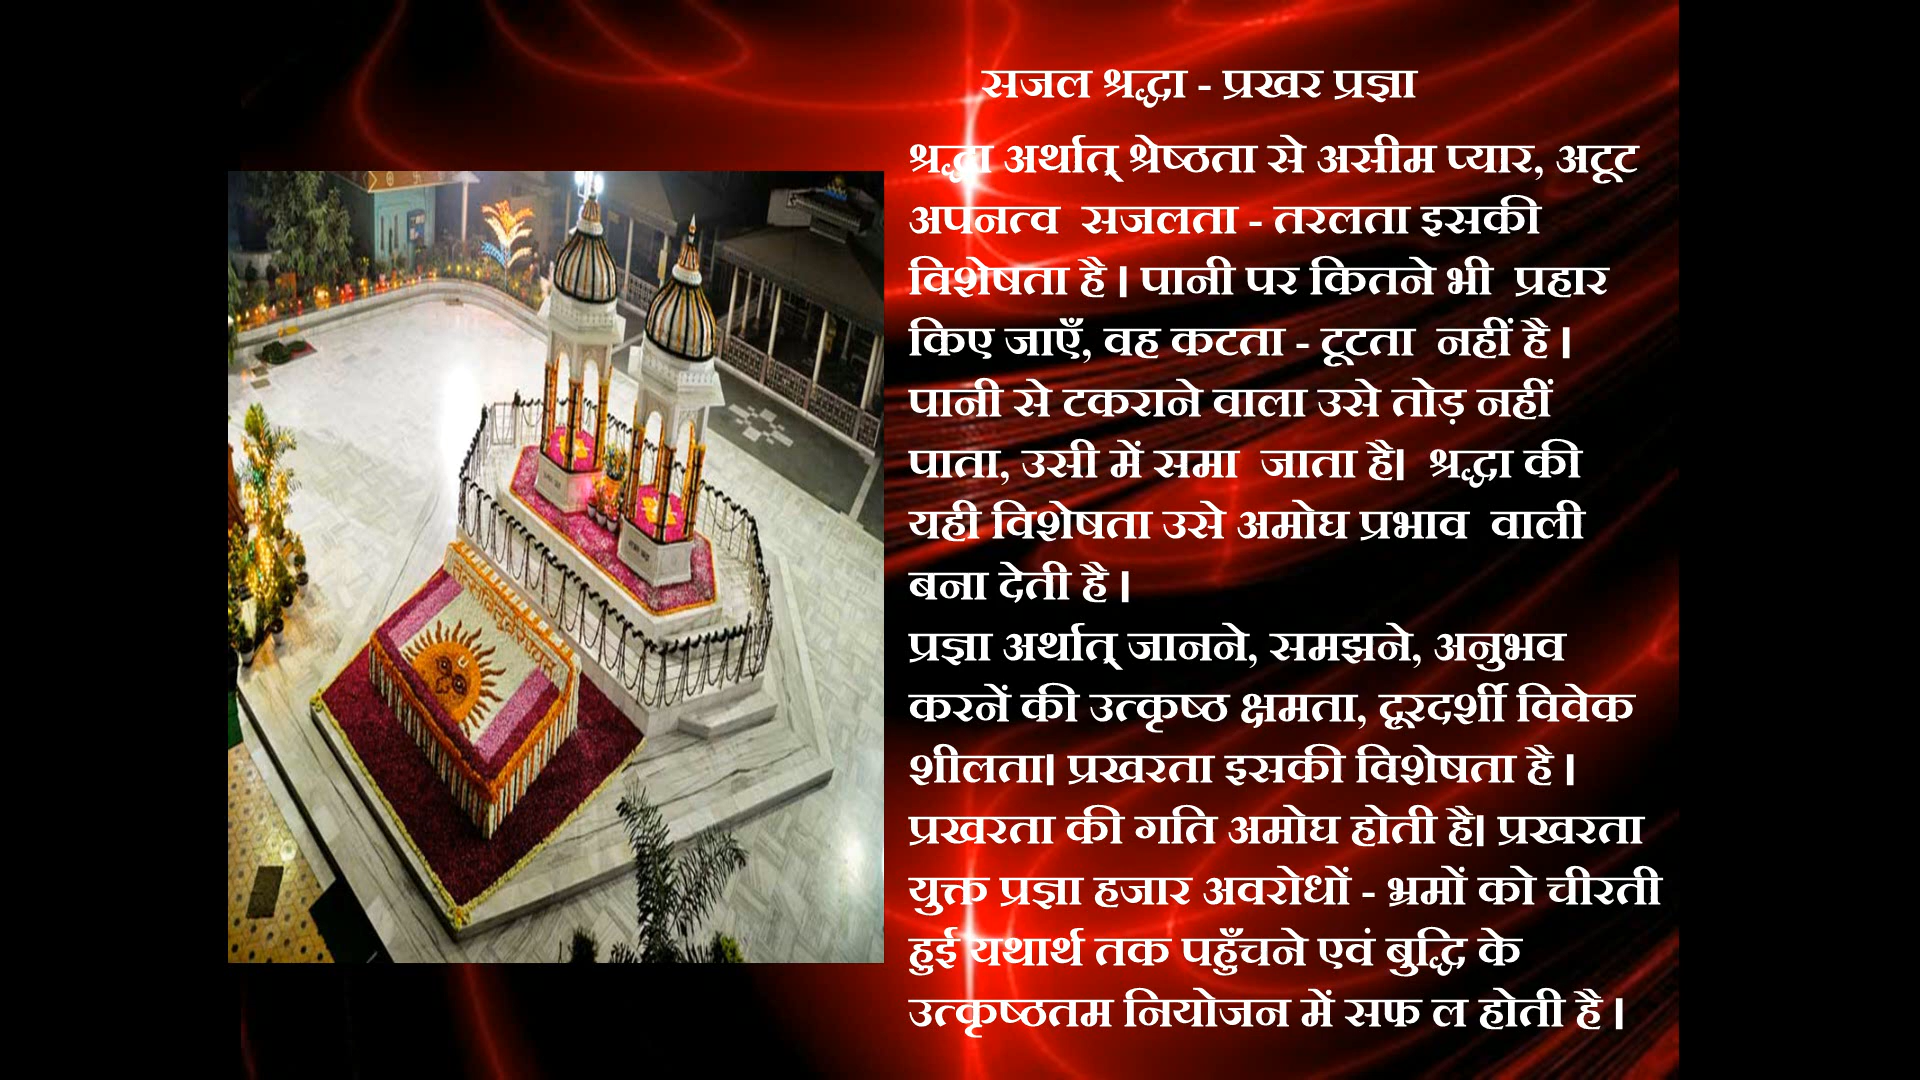 सजल श्रद्धा - प्रखर प्रज्ञा
श्रद्धा अर्थात् श्रेष्ठता से असीम प्यार, अटूट
अपनत्व सजलता - तरलता इसकी
विशेषता है । पानी पर कितने भी प्रहार
किए जाएँ, वह कटता - टूटता नहीं है ।
पानी से टकराने वाला उसे तोड़ नहीं
पाता, उसी में समा जाता है। श्रद्धा की
यही विशेषता उसे अमोघ प्रभाव वाली
बना देती है ।
प्रज्ञा अर्थात् जानने, समझने, अनुभव
करनें की उत्कृष्ठ क्षमता, दूरदर्शी विवेक
शीलता। प्रखरता इसकी विशेषता है ।
प्रखरता की गति अमोघ होती है। प्रखरता
युक्त प्रज्ञा हजार अवरोधों - भ्रमों को चीरती
हुई यथार्थ तक पहुँचने एवं बुद्धि के
उत्कृष्ठतम नियोजन में सफ ल होती है ।